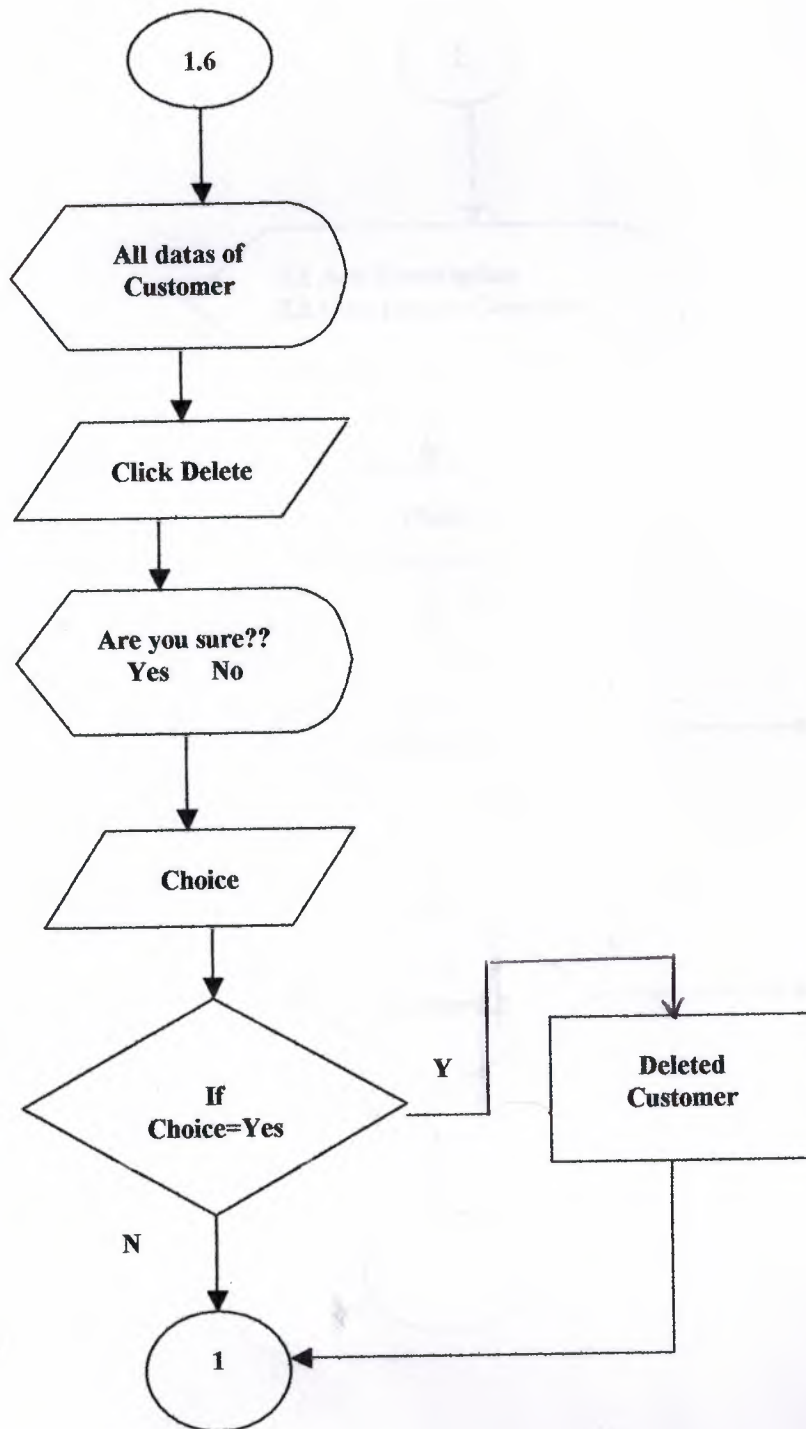 1.6
All datas of
Customer
Click Delete
Are you sure??
Yes No
Choice
If
Choice=Yes
Y
Deleted
Customer
N
1